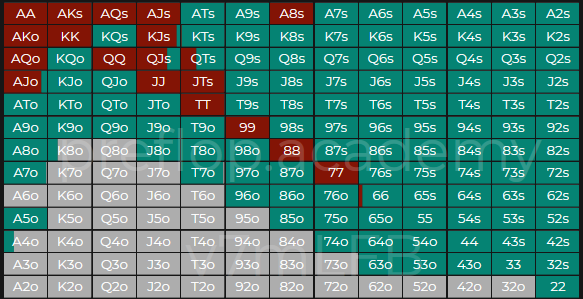 AA AKs AQs AJs ATs A9s A8s A7s A6s A5s A4s A3s A2s
AKo KK KQs KJs KTs K9s K8s K7s K6s K5s K4s K3s K2s
AQo KQo QQ QJs QTs Q9s Q8s Q7s Q6s Q5s Q4s Q3s Q2s
AJo KJo QJo JJ JTs J9s J8s J7s J6s J5s J4s J3s J2s
ATo KTo QTo JTo TT T9s T8s T7s T6s T5s T4s T3s T2s
A9o K9o Q9o J9o T9o 99 98s 97s 96s 95s 94s 93s 92s
A8o K8o Q8o J8o T8o 98o 88 87s 86s 85s 84s 83s 82s
preflop.academy
A7o K7o Q7o J7o T7o 97o 87o 77 76s 75s 74s 73s 72s
A6o K6o Q6o J6o T6o 96o 86o 76o 66 65s 64s 63s 62s
A5o K5o Q5o J5o T5o 95o 85o 75o 65o 55 54s 53s 52s
A4o K4o Q4o J4o T4o 94o 84o 74o 64o 54o 44 43s 42s
A3o K3o Q3o J3o T3o 93o 83o 73o 63o 53o 43o 33 32s
A2o K2o Q2o J2o T2o 92o 82o 72o 62o 52o 42o 32o 22